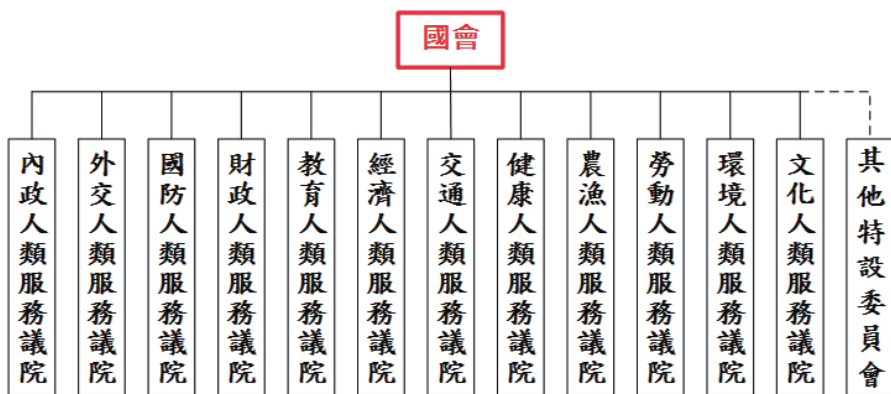 國會
內政人類服務議院
外交人類服務議院
國防人類服務議院
財政人類服務議院
教育人類服務議院
經濟人類服務議院
交通人類服務議院
健康人類服務議院
農漁人類服務議院
勞動人類服務議院
環境人類服務議院
文化人類服務議院
其他特設委員會